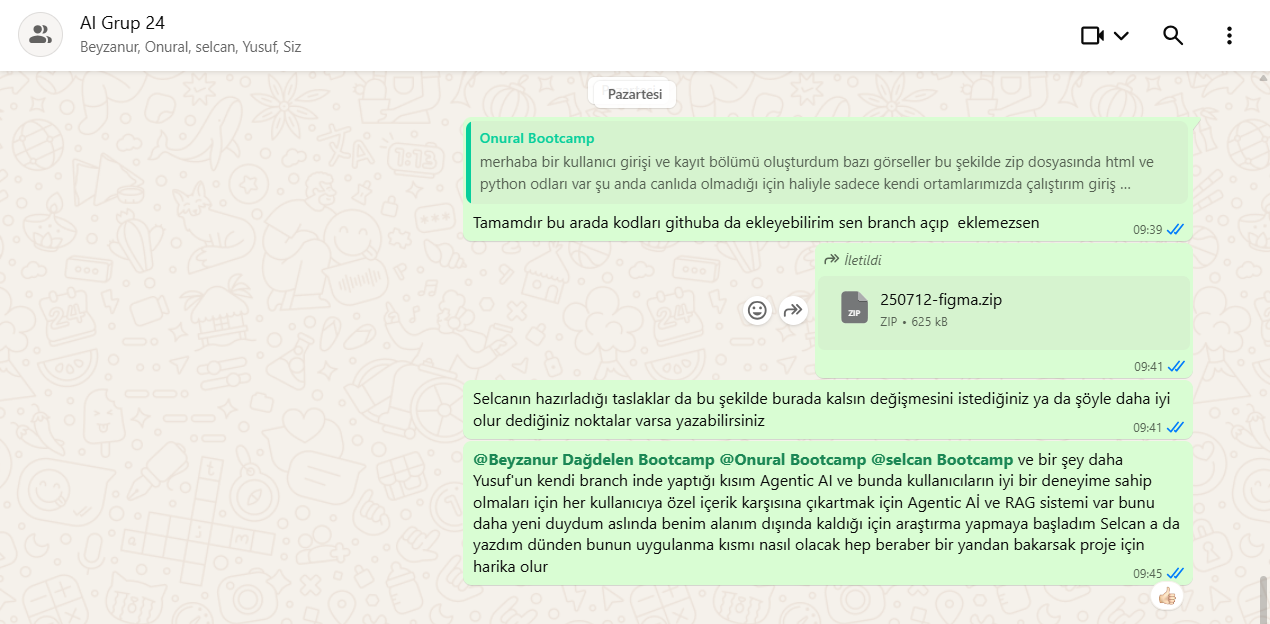 AI Grup 24
Beyzanur, Onural, selcan, Yusuf, Siz
Pazartesi
Onural Bootcamp
merhaba bir kullanıcı girişi ve kayıt bölümü oluşturdum bazı görseller bu şekilde zip dosyasında html ve
python odları var şu anda canlıda olmadığı için haliyle sadece kendi ortamlarımızda çalıştırım giriş ...
Tamamdır bu arada kodları githuba da ekleyebilirim sen branch açıp  eklemezsen
09:39
İletildi
250712-figma.zip
ZIP
ZIP • 625 kB
09:41
Selcanın hazırladığı taslaklar da bu şekilde burada kalsın değişmesini istediğiniz ya da şöyle daha iyi
olur dediğiniz noktalar varsa yazabilirsiniz
09:41
@Beyzanur Dağdelen Bootcamp @Onural Bootcamp @selcan Bootcamp ve bir şey daha
Yusuf'un kendi branch inde yaptığı kısım Agentic AI ve bunda kullanıcıların iyi bir deneyime sahip
olmaları için her kullanıcıya özel içerik karşısına çıkartmak için Agentic Aİ ve RAG sistemi var bunu
daha yeni duydum aslında benim alanım dışında kaldığı için araştırma yapmaya başladım Selcan a da
yazdım dünden bunun uygulanma kısmı nasıl olacak hep beraber bir yandan bakarsak proje için
harika olur
09:45